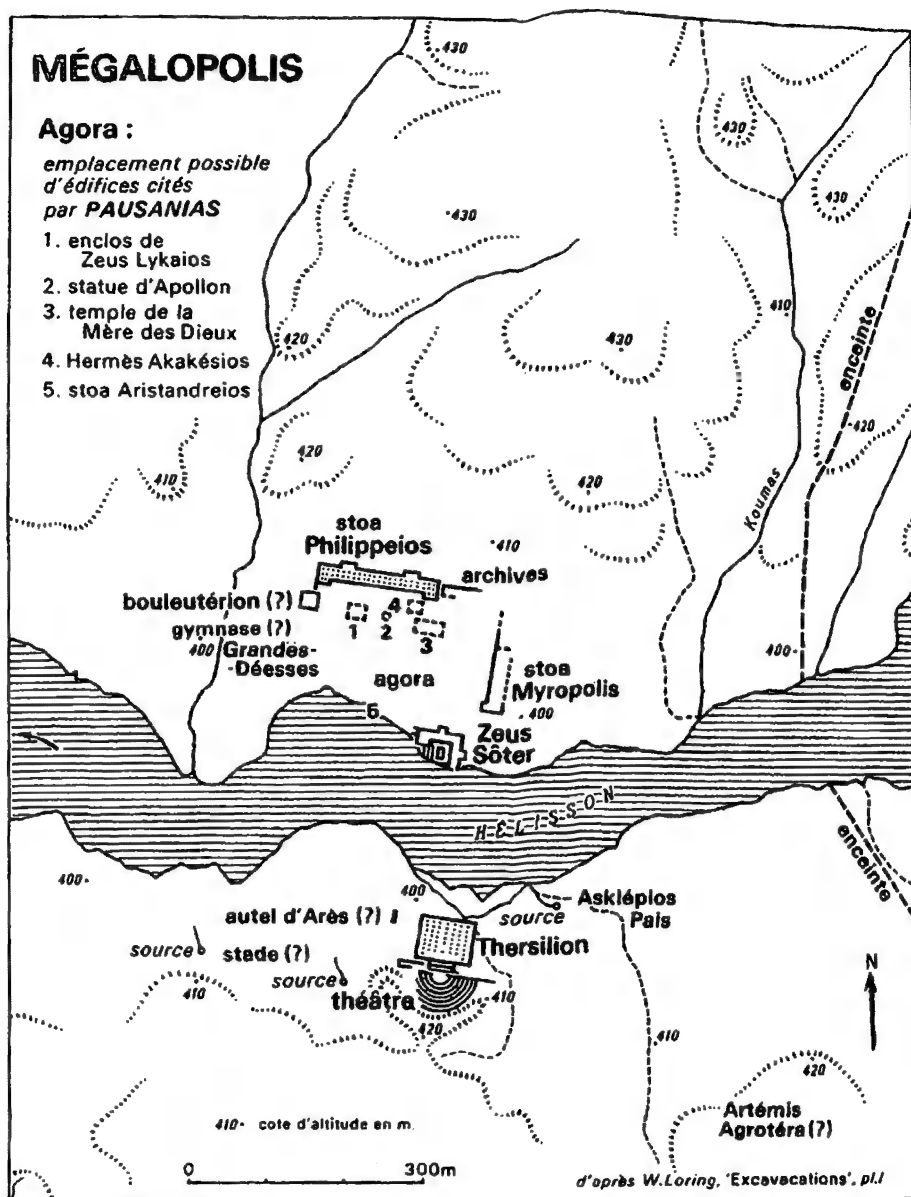 MÉGALOPOLIS
Agora :
emplacement possible
d'édifices cités
par PAUSANIAS
1. enclos de
Zeus Lykaios
2. statue d'Apollon
3. temple de la
Mère des Dieux
4. Hermès Akakésios
5. stoa Aristandreios
430
430
430
430
420
430
410
enceinte
420
410
420
420
Koumas
stoa
Philippeios
410
archives
bouleutérion (?)
gymnase (?)
400
Grandes-
-Déesses
1
2
4
3
agora
stoa
Myropolis
400
400
5
Zeus
Sôter
HELISSON
enceinte
400
400
autel d'Arès (?)
source
Asklépios
Pais
Thersilion
source
stade (?)
source
410
théâtre
410
420
410
N
420
Artémis
Agrotéra (?)
410 - cote d'altitude en m.
0
300m
d'après W.Loring, 'Excavacations', pl.I